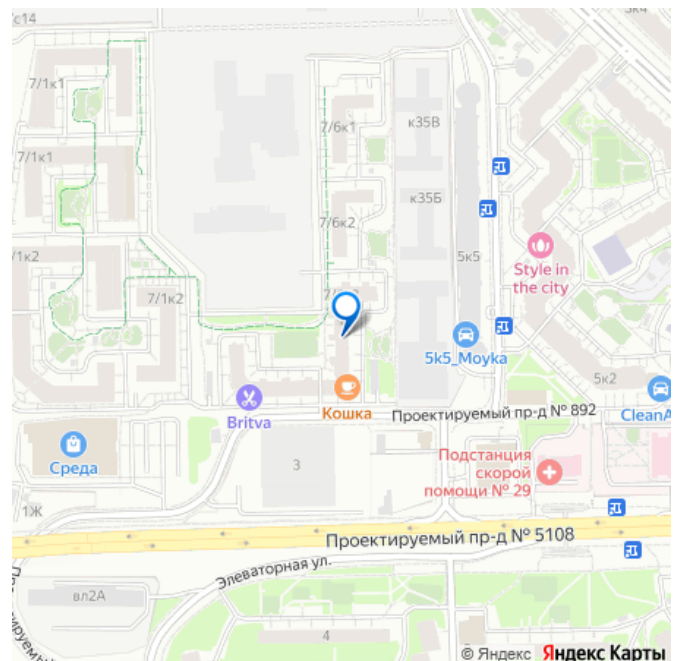 с14
3к4
7/1к1
7/6к1
к35В
7/1к1
к35Б
7/6к2
/1к2
5к5
Style in
the city
7/1к2
5k5_Moyka
5к2
Britva
Кошка
Проектируемый пр-д № 892
CleanA
Среда
3
Подстанция
скорой
помощи № 29
1Ж
Проектируемый пр-д № 5108
Элеваторная ул.
вл2А
4
© Яндекс Яндекс Карты